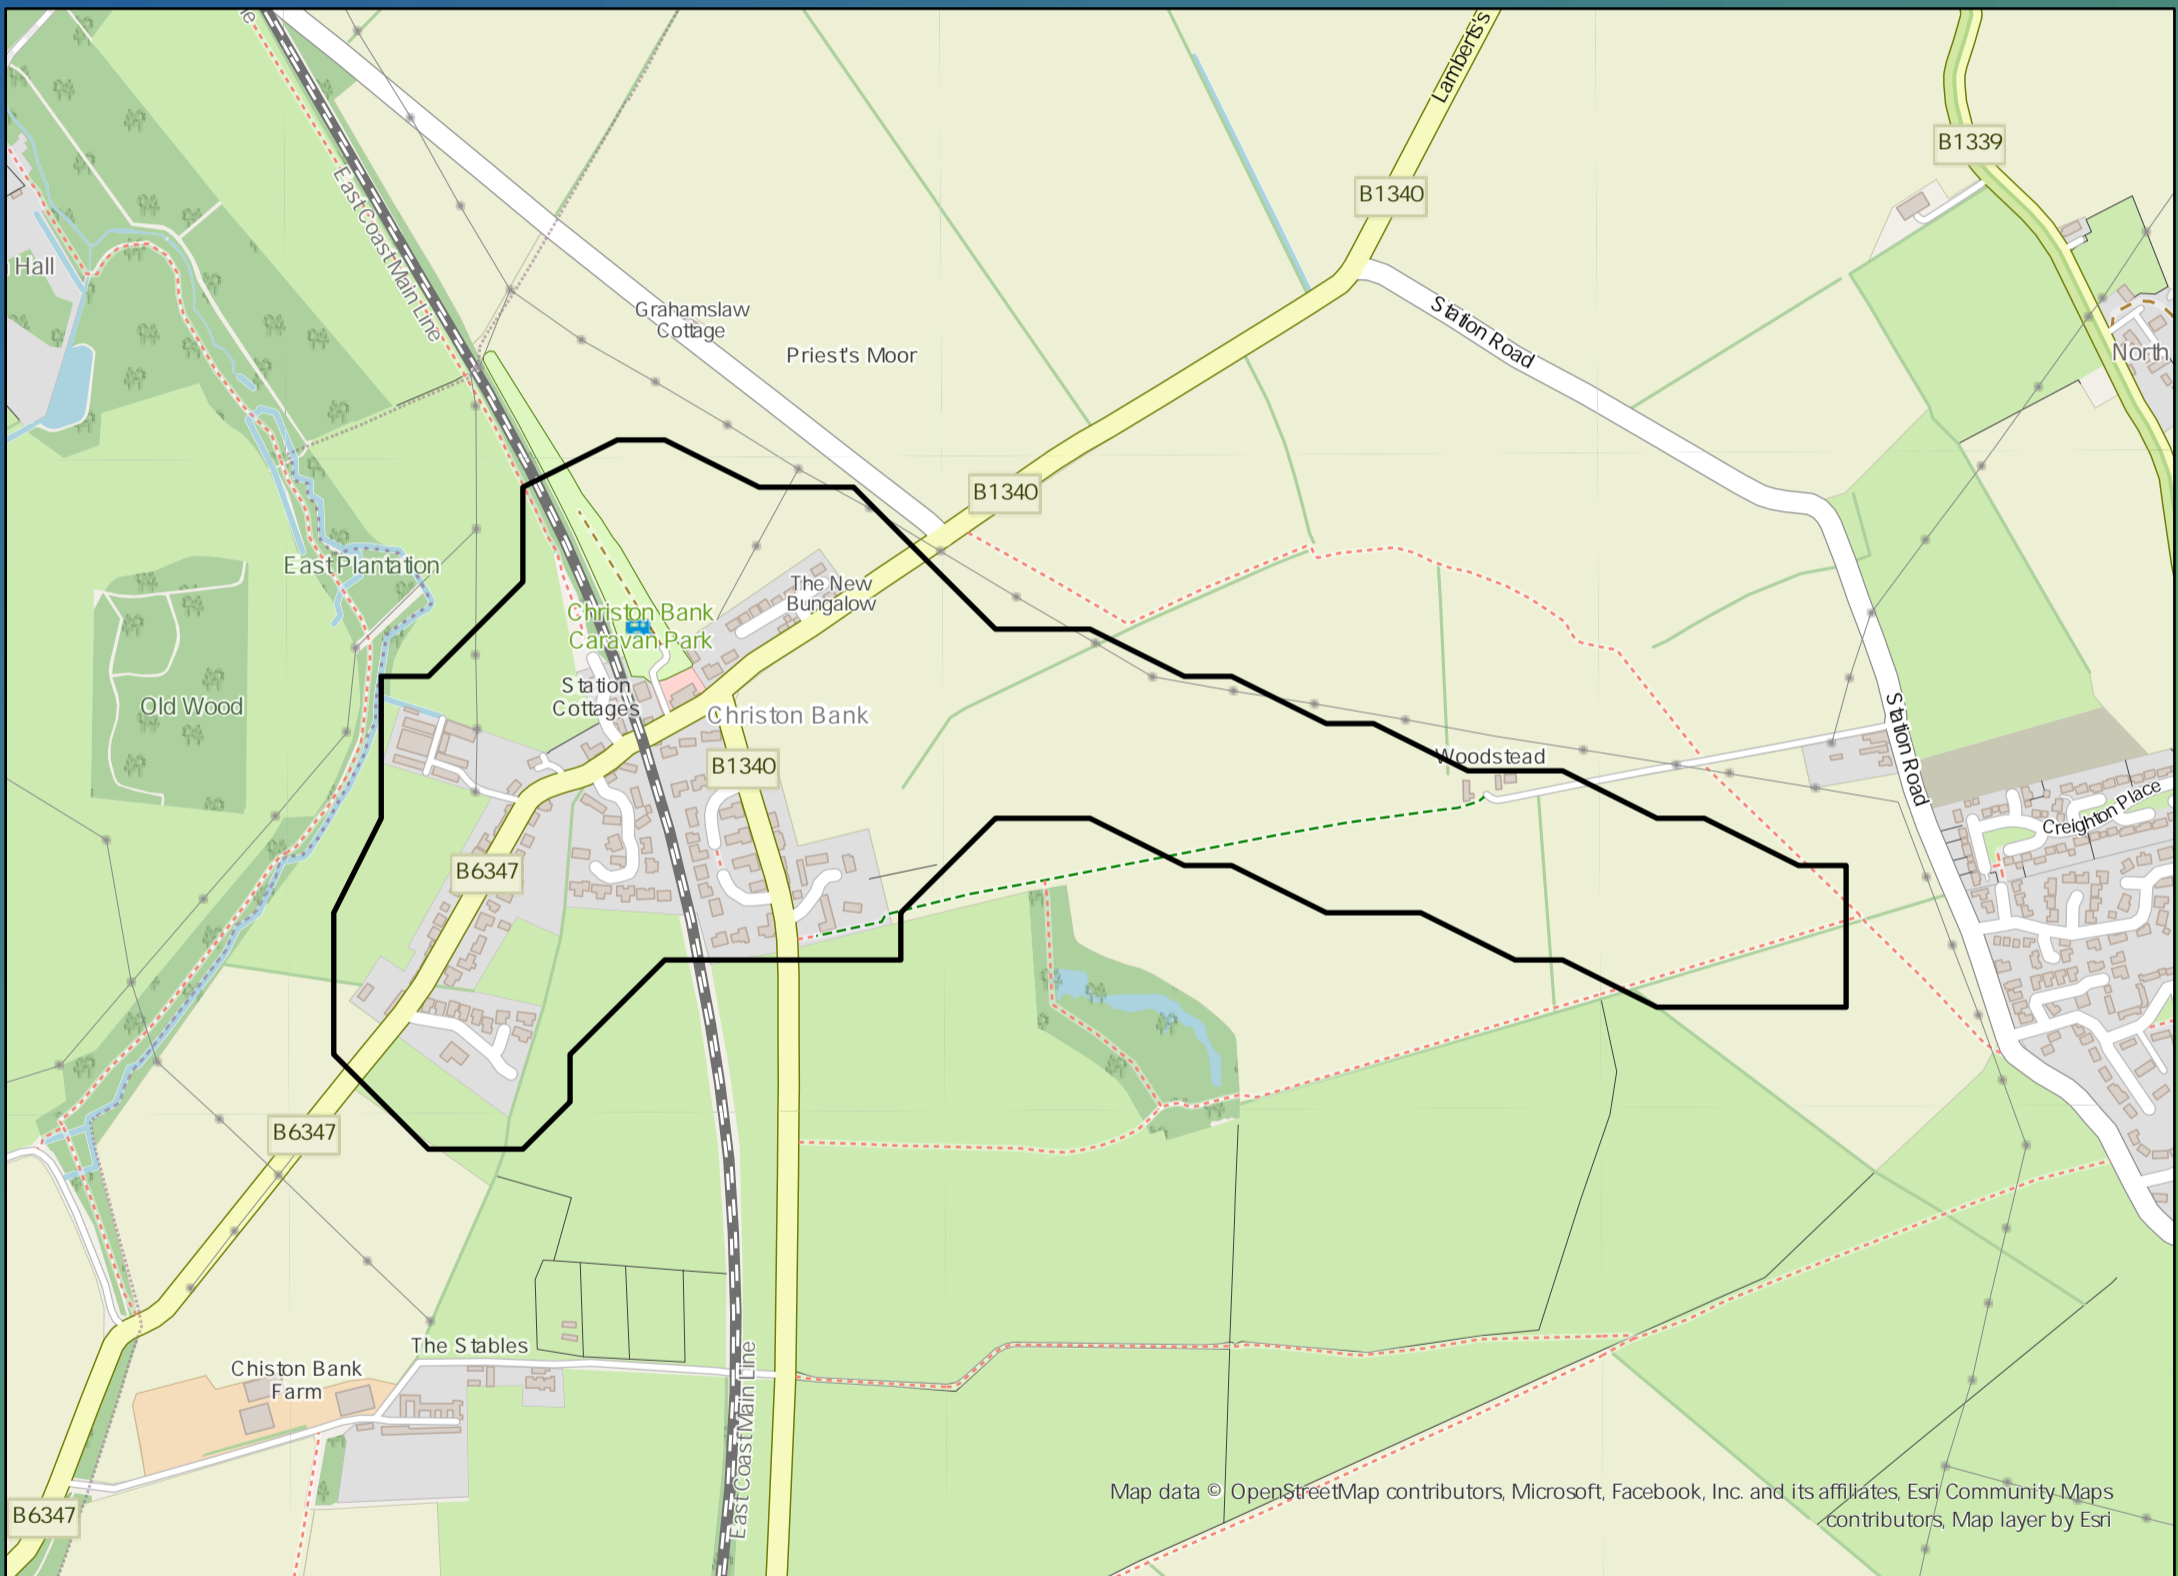 Lamberts's
B1339
B1340
East Coast Main Line
Hall
Station Road
Grahamslaw
Cottage
Priest's Moor
North
B1340
East Plantation
The New
Bungalow
Christon Bank
Caravan Park
Station
Cottages
Old Wood
Christon Bank
Station Road
B1340
Woodstead
Creighton Place
B6347
B6347
The Stables
Chiston Bank
Farm
East Coast Main Line
B6347
Map data © OpenStreetMap contributors, Microsoft, Facebook, Inc. and its affiliates, Esri Community Maps
contributors, Map layer by Esri